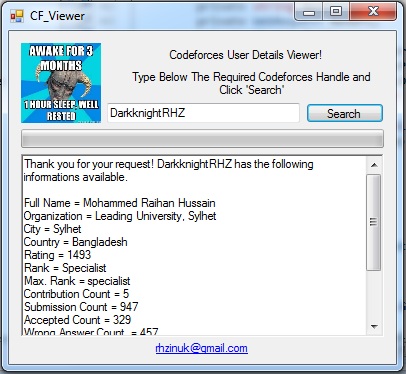 CF_Viewer
AWAKE FOR 3
MONTHS
1 HOUR SLEEP, WELL
RESTED
Codeforces User Details Viewer!
Type Below The Required Codeforces Handle and
Click 'Search'
DarkknightRHZ
Search
Thank you for your request! DarkknightRHZ has the following
informations available.
Full Name = Mohammed Raihan Hussain
Organization = Leading University, Sylhet
City = Sylhet
Country = Bangladesh
Rating = 1493
Rank = Specialist
Max. Rank = specialist
Contribution Count = 5
Submission Count = 947
Accepted Count = 329
Wrong Answer Count = 457
rhzinuk@gmail.com